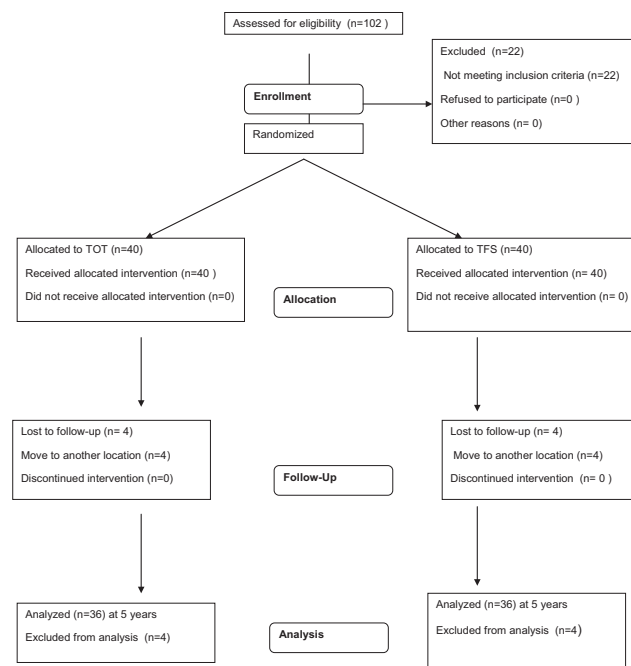 Assessed for eligibility (n=102 )
Excluded (n=22)
Not meeting inclusion criteria (n=22)
Refused to participate (n=0 )
Other reasons (n= 0)
Enrollment
Randomized
Allocated to TOT (n=40)
Received allocated intervention (n=40 )
Did not receive allocated intervention (n=0)
Allocation
Allocated to TFS (n=40)
Received allocated intervention (n= 40)
Did not receive allocated intervention (n= 0)
Lost to follow-up (n= 4)
Move to another location (n=4)
Discontinued intervention (n=0)
Follow-Up
Lost to follow-up (n= 4)
Move to another location (n=4)
Discontinued intervention (n= 0 )
Analyzed (n=36) at 5 years
Excluded from analysis (n=4)
Analysis
Analyzed (n=36) at 5 years
Excluded from analysis (n=4)